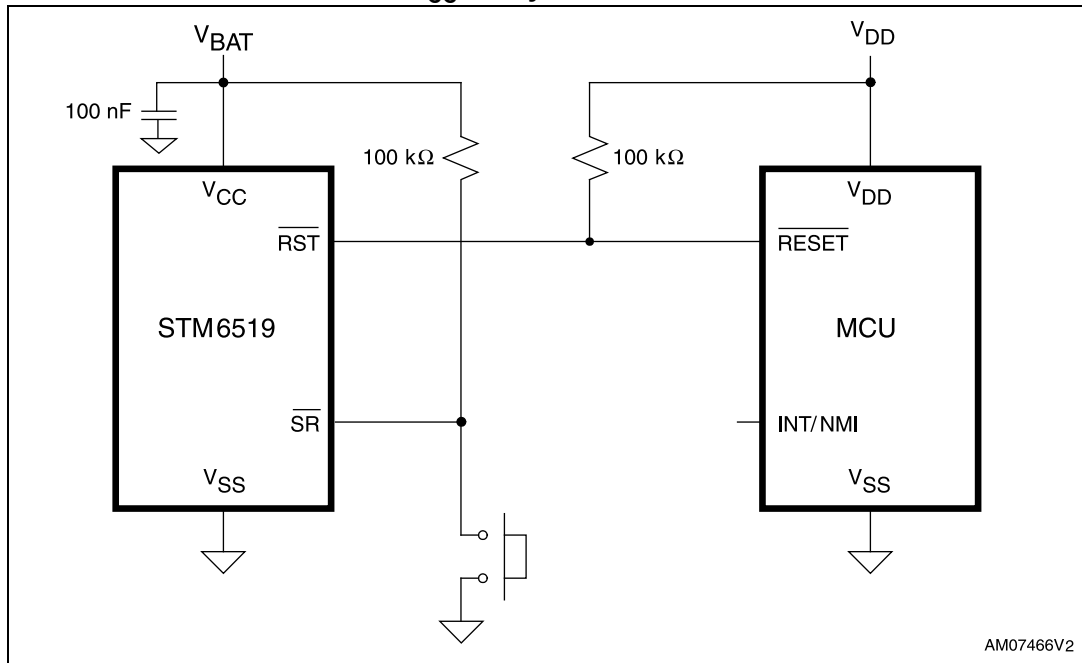 V_BAT
V_DD
100 nF
100 kΩ
100 kΩ
V_CC
V_DD
RST
RESET
STM6519
MCU
SR
INT/NMI
V_SS
V_SS
AM07466V2